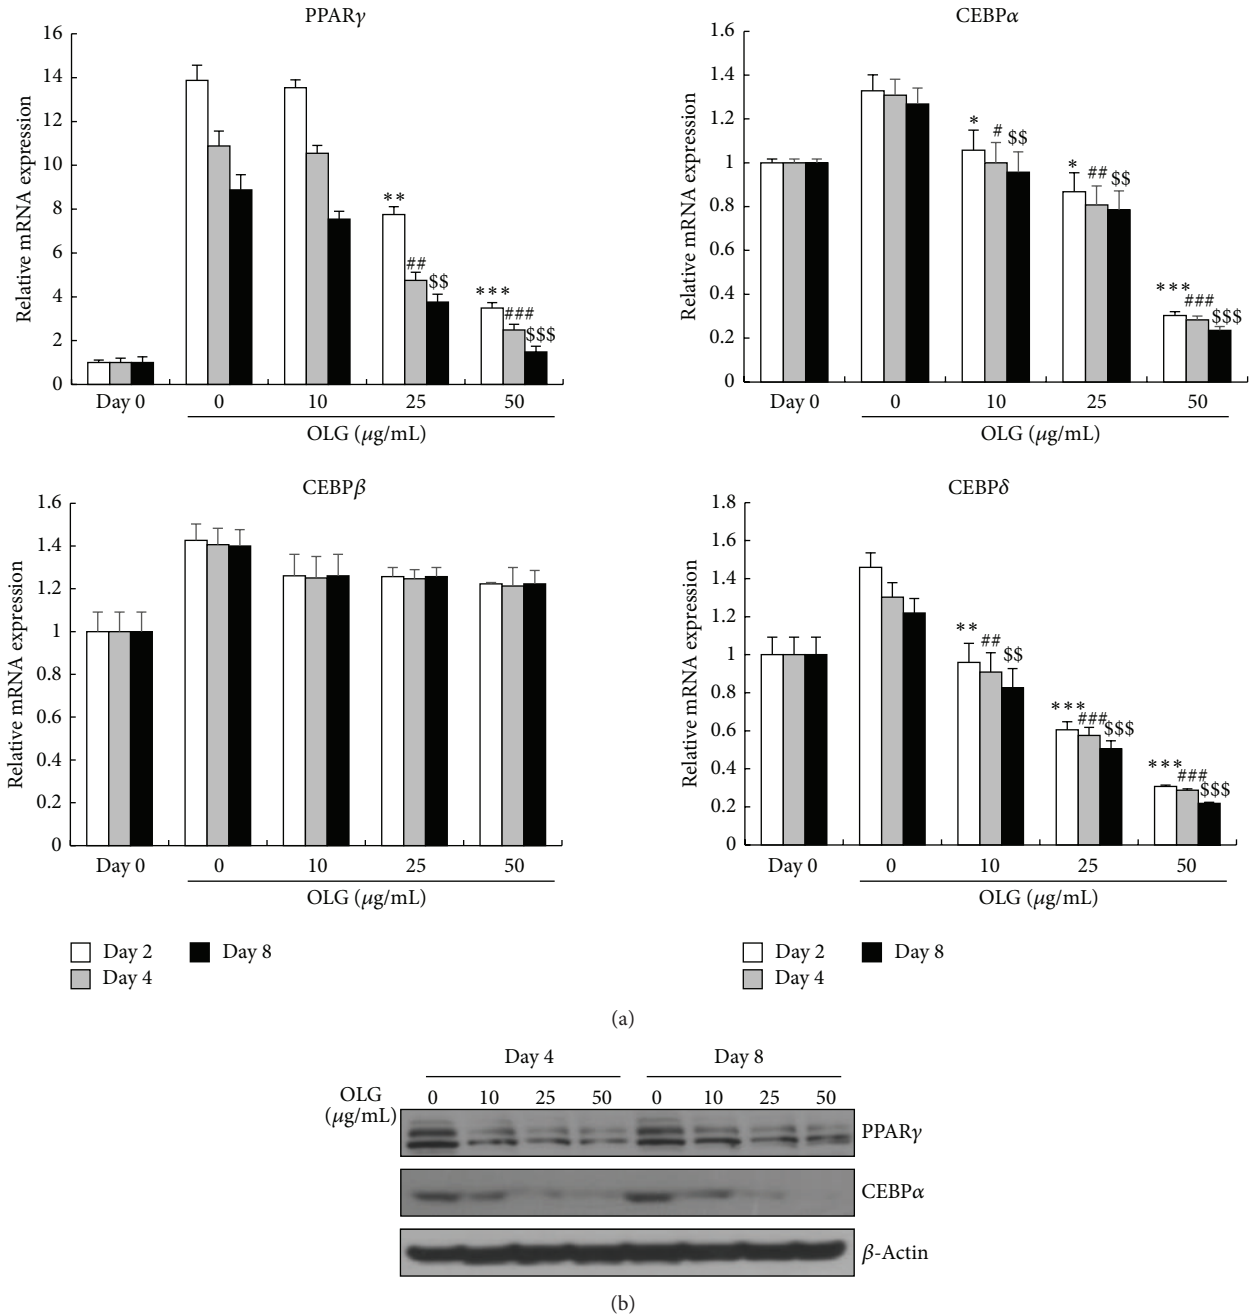 PPARγ
16
14
12
10
8
6
4
2
0
Relative mRNA expression
**
##
$$
***
###
$$$
Day 0 0 10 25 50
OLG (μg/mL)
CEBPα
1.6
1.4
1.2
1
0.8
0.6
0.4
0.2
0
Relative mRNA expression
*
#
$$
*
##
$$
***
###
$$$
Day 0 0 10 25 50
OLG (μg/mL)
CEBPβ
1.6
1.4
1.2
1
0.8
0.6
0.4
0.2
0
Relative mRNA expression
Day 0 0 10 25 50
OLG (μg/mL)
CEBPδ
1.8
1.6
1.4
1.2
1
0.8
0.6
0.4
0.2
0
Relative mRNA expression
**
##
$$
***
###
$$$
***
###
$$$
Day 0 0 10 25 50
OLG (μg/mL)
Day 2 Day 8
Day 4
Day 2 Day 8
Day 4
(a)
Day 4 Day 8
OLG (μg/mL) 0 10 25 50 0 10 25 50
PPARγ
CEBPα
β-Actin
(b)